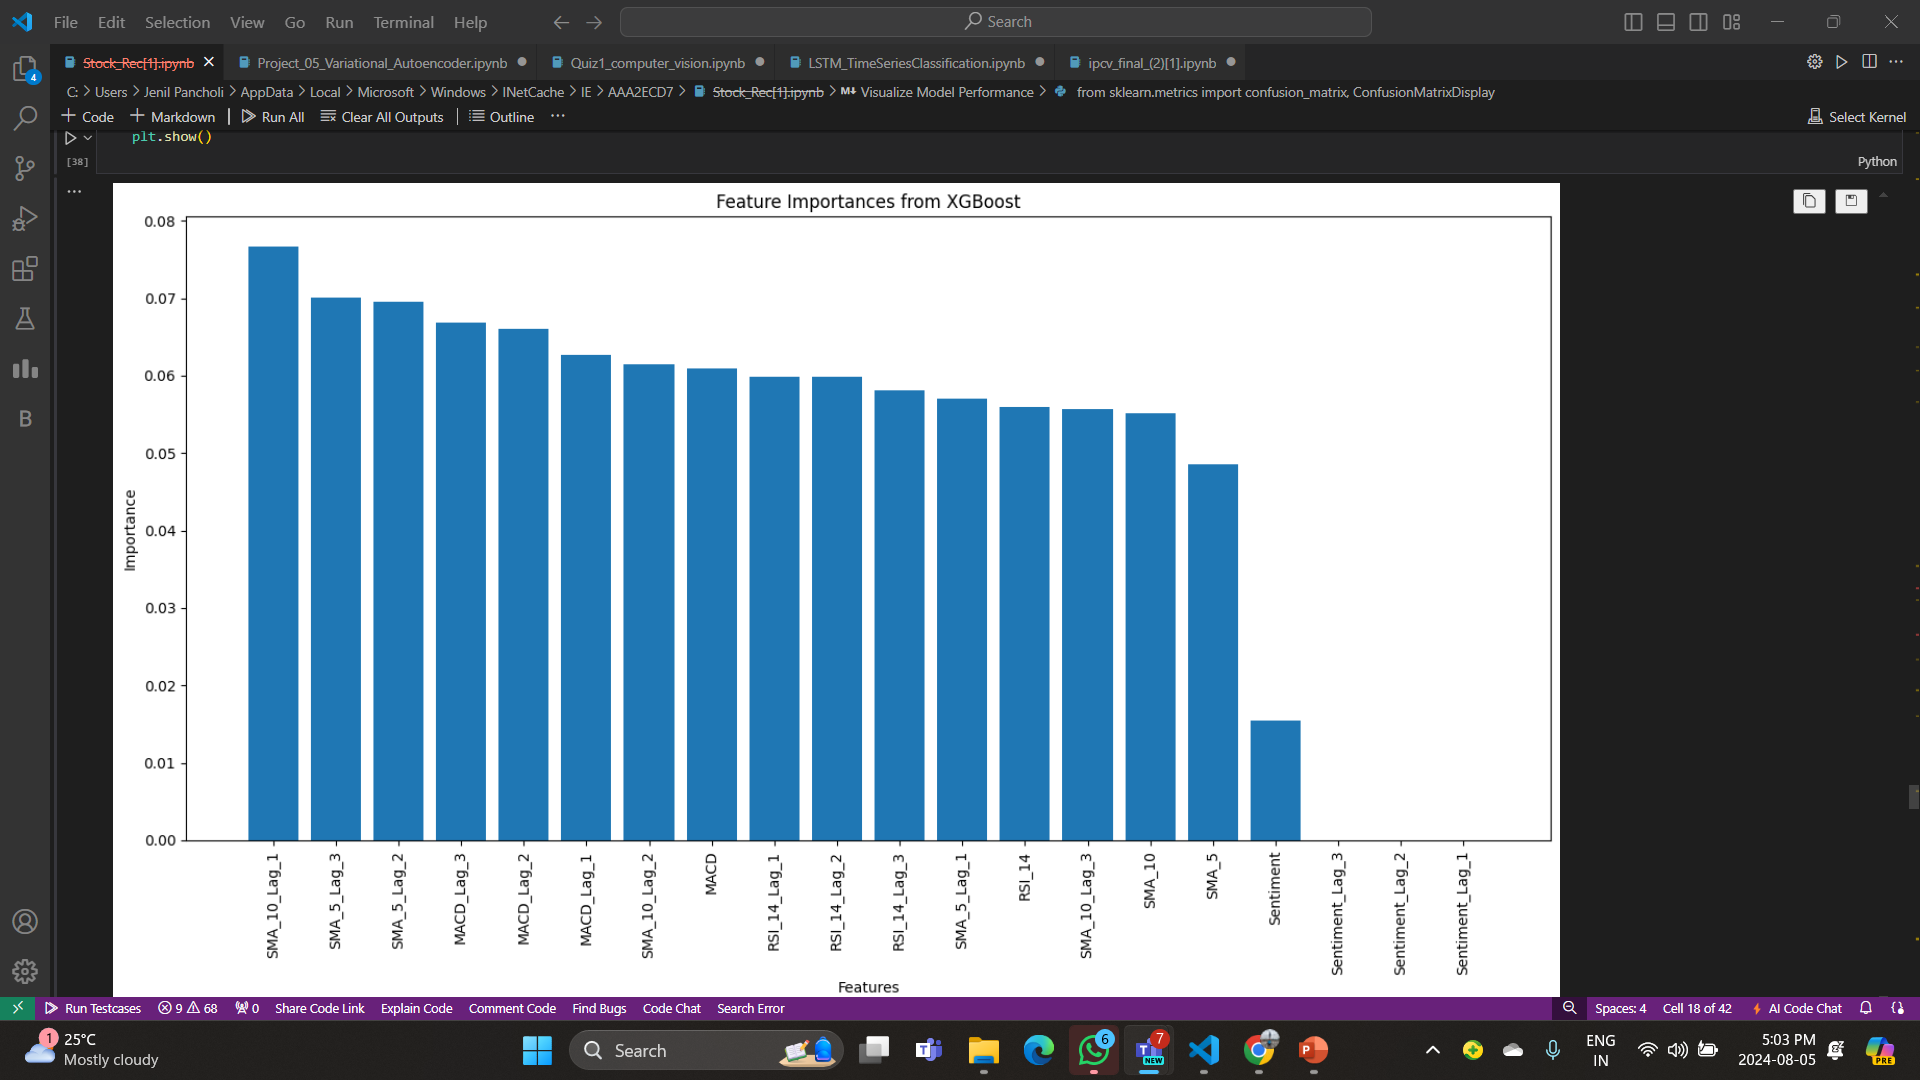 File Edit Selection View Go Run Terminal Help
Search
Stock_Rec[1].ipynb Project_05_Variational_Autoencoder.ipynb Quiz1_computer_vision.ipynb LSTM_TimeSeriesClassification.ipynb ipcv_final_(2)[1].ipynb
C: > Users > Jenil Pancholi > AppData > Local > Microsoft > Windows > INetCache > IE > AAA2ECD7 > Stock_Rec[1].ipynb > M↓ Visualize Model Performance > from sklearn.metrics import confusion_matrix, ConfusionMatrixDisplay
+ Code + Markdown | Run All Clear All Outputs | Outline ...
Select Kernel
plt.show()
[38]
Python
Feature Importances from XGBoost
0.08
0.07
0.06
0.05
0.04
0.03
0.02
0.01
0.00
Importance
SMA_10_Lag_1
SMA_5_Lag_3
SMA_5_Lag_2
MACD_Lag_3
MACD_Lag_2
MACD_Lag_1
SMA_10_Lag_2
MACD
RSI_14_Lag_1
RSI_14_Lag_2
RSI_14_Lag_3
SMA_5_Lag_1
RSI_14
SMA_10_Lag_3
SMA_10
SMA_5
Sentiment
Sentiment_Lag_3
Sentiment_Lag_2
Sentiment_Lag_1
Features
4
B
Run Testcases 9 68 0 Share Code Link Explain Code Comment Code Find Bugs Code Chat Search Error
Spaces: 4 Cell 18 of 42 AI Code Chat
1
25°C
Mostly cloudy
Search
6
7
NEW
ENG
IN
5:03 PM
2024-08-05
PRE